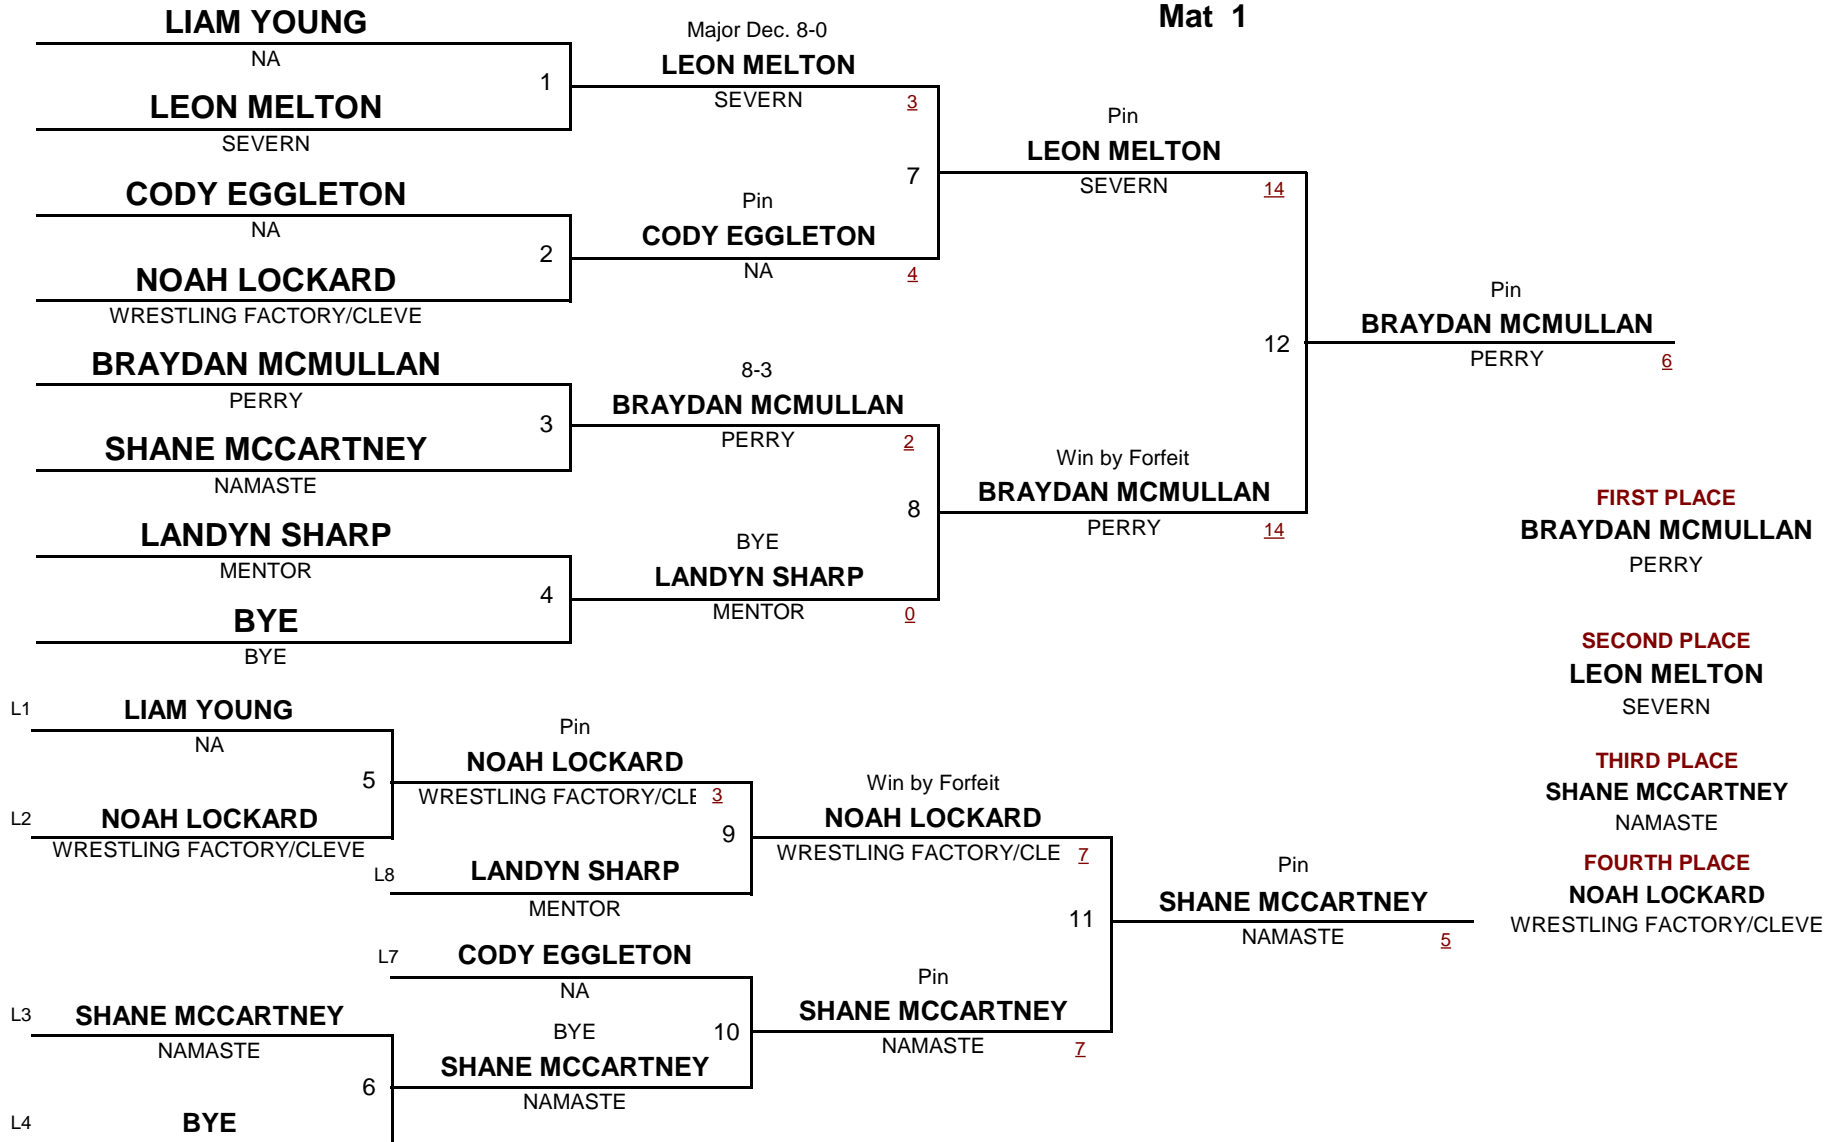 Mat 1
LIAM YOUNG
NA
1
LEON MELTON
SEVERN
Major Dec. 8-0
LEON MELTON
SEVERN
3
CODY EGGLETON
NA
2
NOAH LOCKARD
WRESTLING FACTORY/CLEVE
Pin
CODY EGGLETON
NA
4
7
Pin
LEON MELTON
SEVERN
14
BRAYDAN MCMULLAN
PERRY
3
SHANE MCCARTNEY
NAMASTE
8-3
BRAYDAN MCMULLAN
PERRY
2
LANDYN SHARP
MENTOR
4
BYE
BYE
BYE
LANDYN SHARP
MENTOR
0
8
Win by Forfeit
BRAYDAN MCMULLAN
PERRY
14
12
Pin
BRAYDAN MCMULLAN
PERRY
6
FIRST PLACE
BRAYDAN MCMULLAN
PERRY
SECOND PLACE
LEON MELTON
SEVERN
THIRD PLACE
SHANE MCCARTNEY
NAMASTE
FOURTH PLACE
NOAH LOCKARD
WRESTLING FACTORY/CLEVE
L1
LIAM YOUNG
NA
5
L2
NOAH LOCKARD
WRESTLING FACTORY/CLEVE
Pin
NOAH LOCKARD
WRESTLING FACTORY/CLE
3
9
L8
LANDYN SHARP
MENTOR
Win by Forfeit
NOAH LOCKARD
WRESTLING FACTORY/CLE
7
L7
CODY EGGLETON
NA
10
L3
SHANE MCCARTNEY
NAMASTE
6
L4
BYE
BYE
SHANE MCCARTNEY
NAMASTE
Pin
SHANE MCCARTNEY
NAMASTE
7
11
Pin
SHANE MCCARTNEY
NAMASTE
5